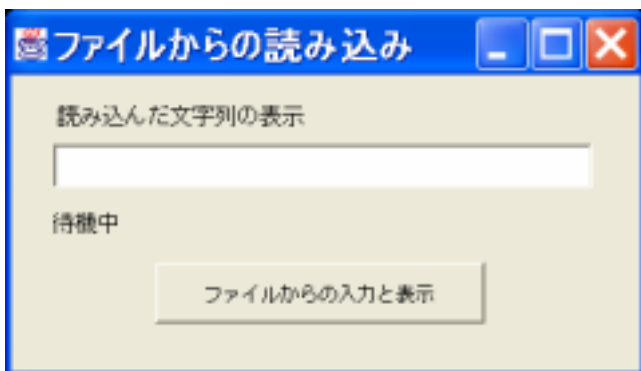 ファイルからの読み込み
読み込んだ文字列の表示
待機中
ファイルからの入力と表示